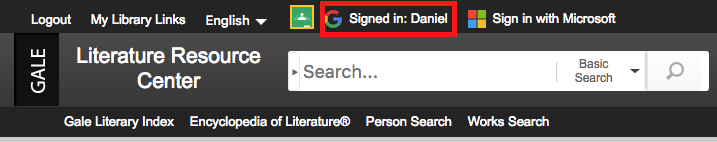 Logout My Library Links English Signed in: Daniel Sign in with Microsoft
GALE
Literature Resource
Center
Search...
Basic
Search
Gale Literary Index Encyclopedia of Literature® Person Search Works Search